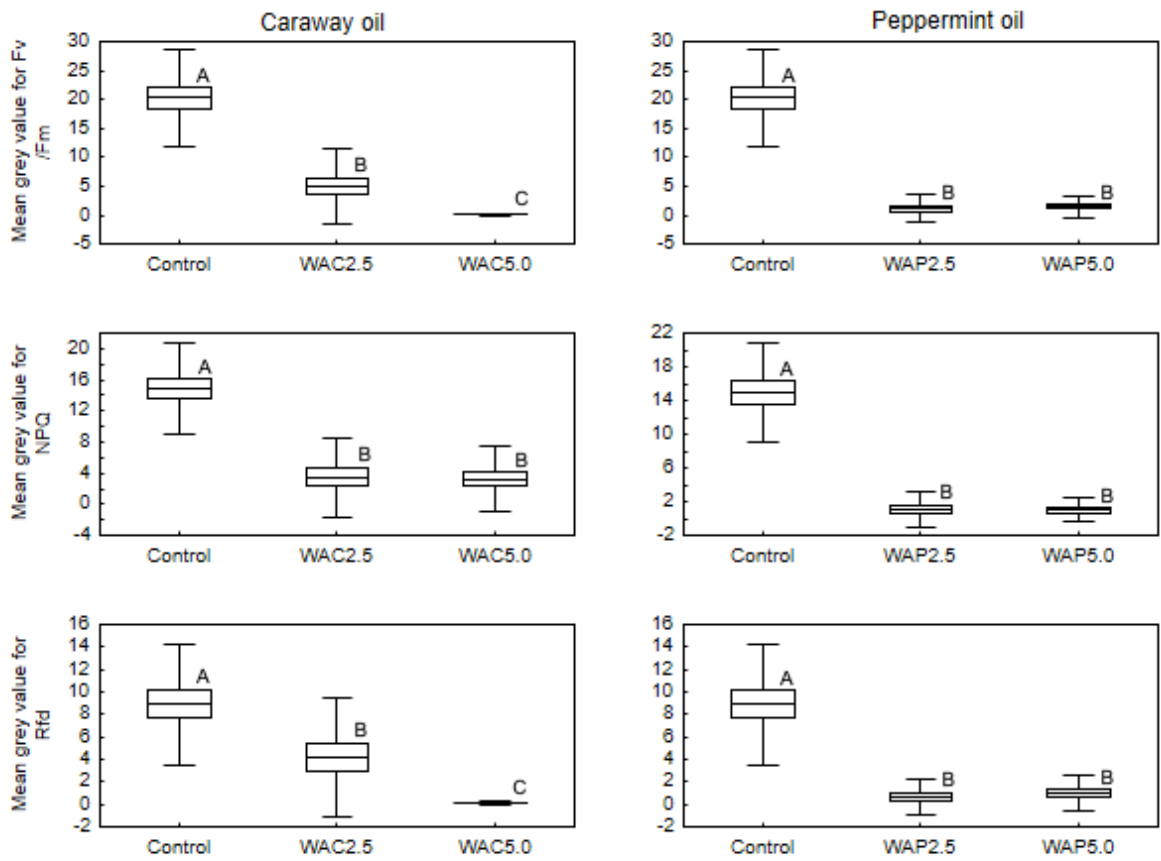 Caraway oil
Peppermint oil
Mean grey value for Fv
/Fm
30
25
20
15
10
5
0
-5
A
B
C
Control
WAC2.5
WAC5.0
30
25
20
15
10
5
0
-5
A
B
B
Control
WAP2.5
WAP5.0
Mean grey value for
NPQ
20
16
12
8
4
0
-4
A
B
B
Control
WAC2.5
WAC5.0
22
18
14
10
6
2
-2
A
B
B
Control
WAP2.5
WAP5.0
Mean grey value for
Rfd
16
14
12
10
8
6
4
2
0
-2
A
B
C
Control
WAC2.5
WAC5.0
16
14
12
10
8
6
4
2
0
-2
A
B
B
Control
WAP2.5
WAP5.0